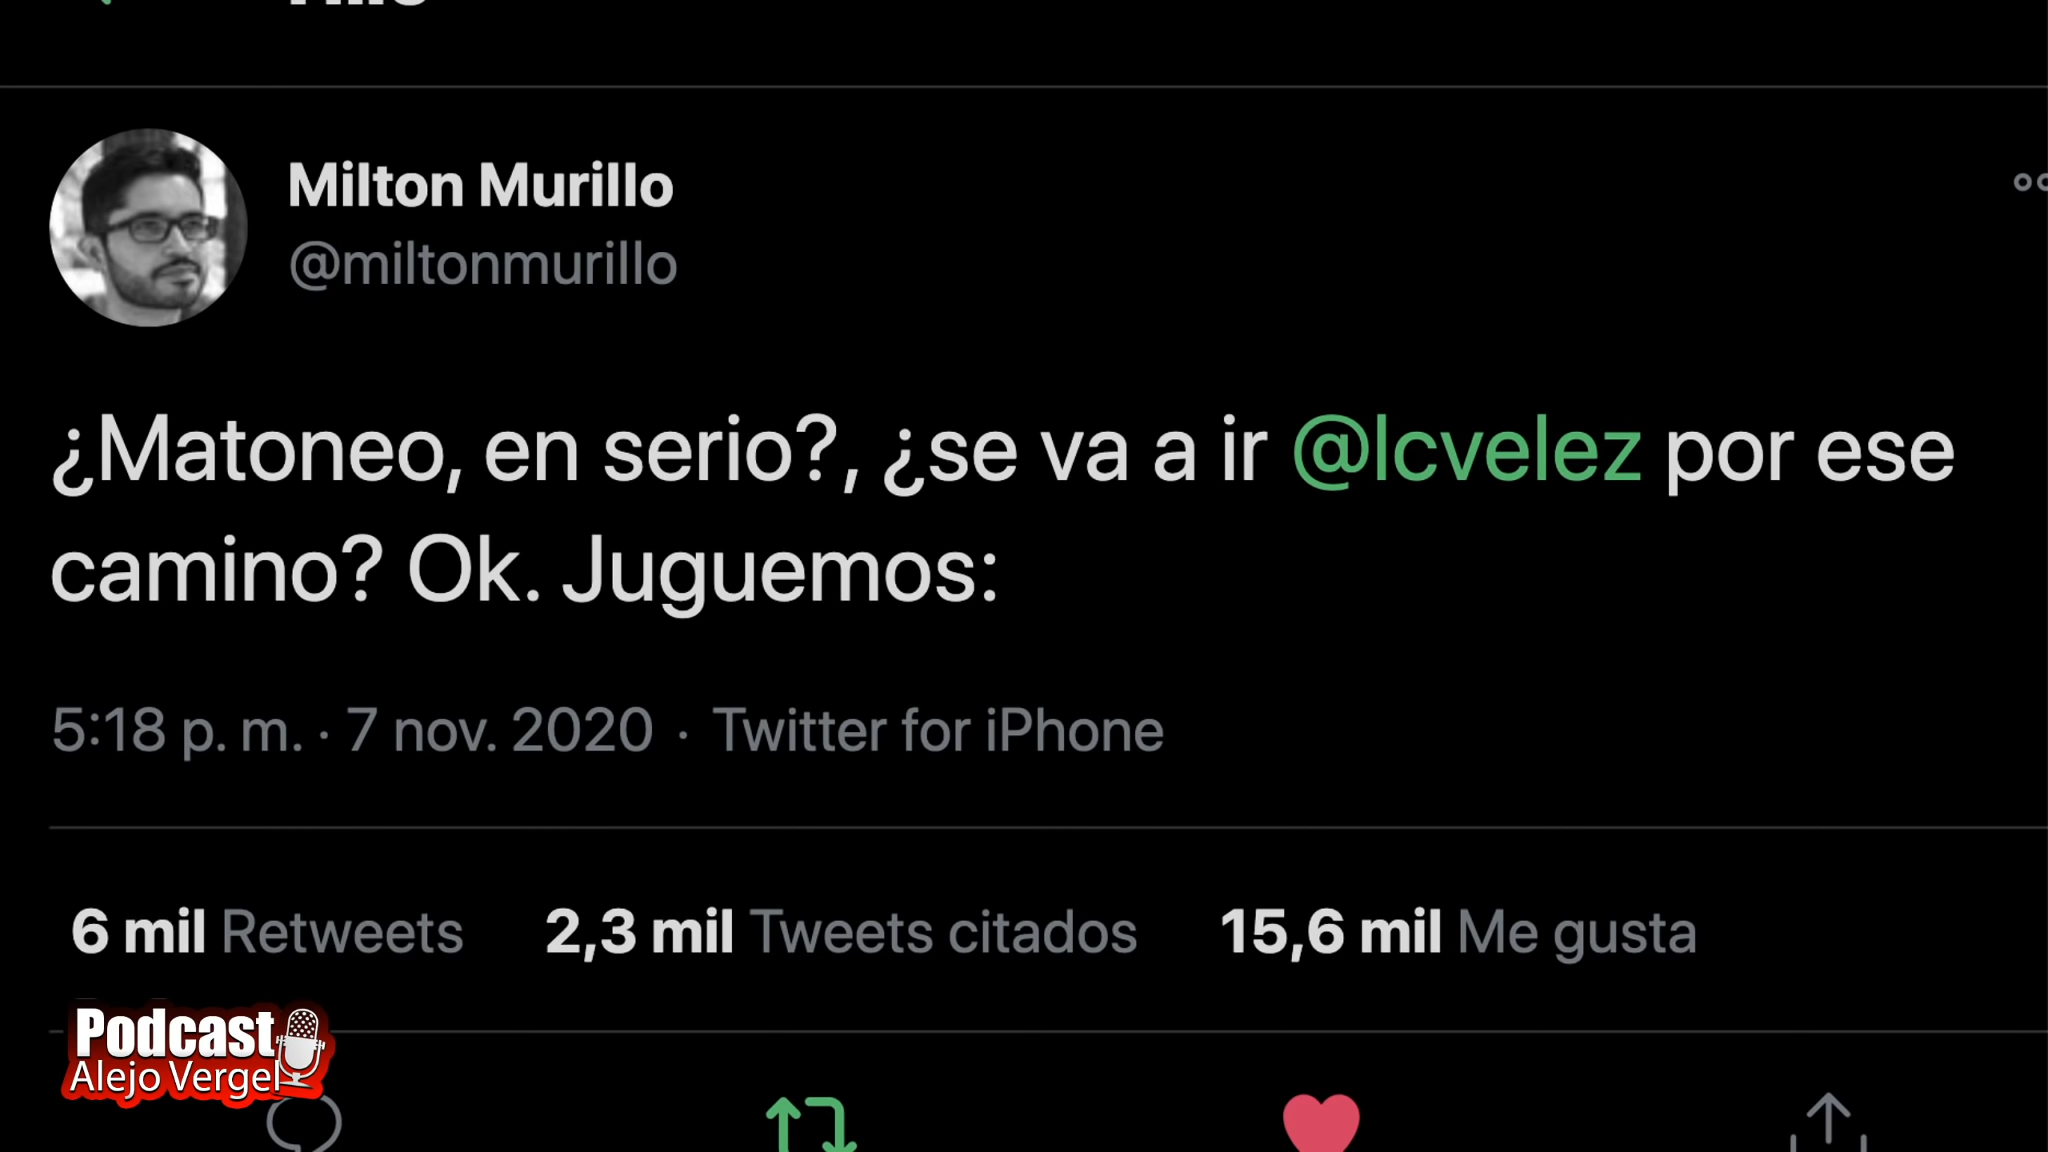 Milton Murillo
@miltonmurillo
¿Matoneo, en serio?, ¿se va a ir @lcvelez por ese
camino? Ok. Juguemos:
5:18 p. m. · 7 nov. 2020 · Twitter for iPhone
6 mil Retweets 2,3 mil Tweets citados 15,6 mil Me gusta
Podcast
Alejo Vergel